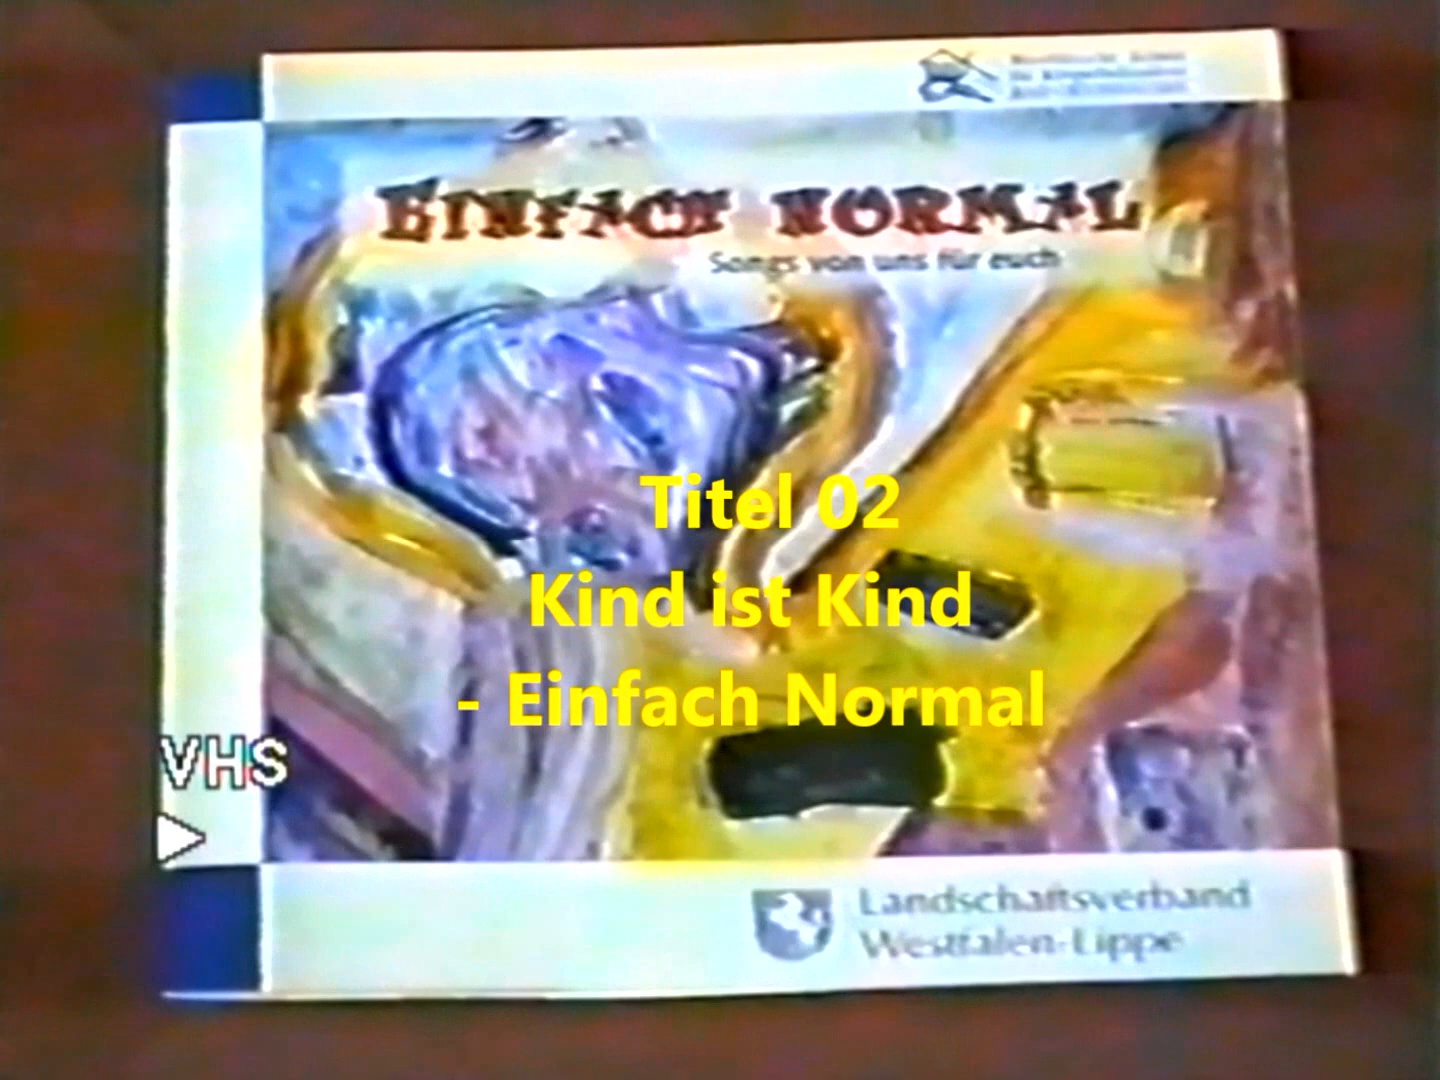 EINFACH NORMAL
Songs von uns für euch
Titel 02
Kind ist Kind
- Einfach Normal
VHS
Landschaftsverband
Westfalen-Lippe